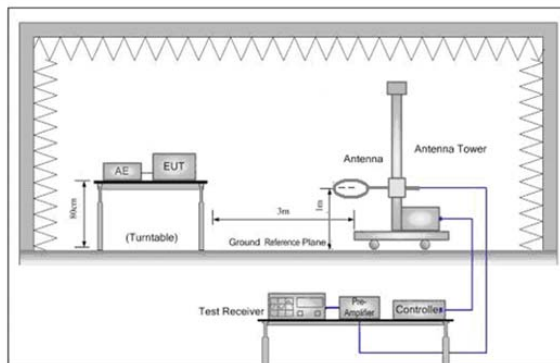 Antenna
Antenna Tower
AE
EUT
80cm
(Turntable)
3m
1m
Ground Reference Plane
Test Receiver
Pre-
Amplifier
Controller